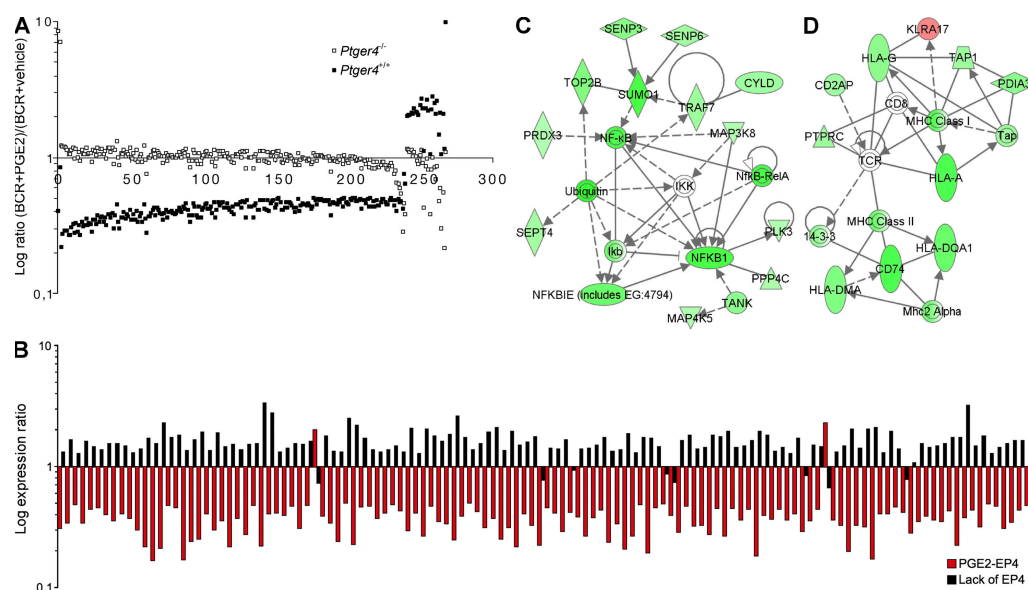 A
Log ratio (BCR+PGE2)/(BCR+vehicle)
10
1
0,1
0
50
100
150
200
250
300
Ptger4-/-
Ptger4+/+
C
SENP3
SENP6
TOP2B
SUMO1
TRAF7
CYLD
PRDX3
NF-κB
MAP3K8
Ubiquitin
IKK
NfkB-RelA
SEPT4
Ikb
NFKB1
PLK3
NFKBIE (includes EG:4794)
PPP4C
TANK
MAP4K5
D
KLRA17
HLA-G
TAP1
CD2AP
CD8
PDIA3
MHC Class I
PTPRC
Tap
TCR
HLA-A
MHC Class II
14-3-3
HLA-DQA1
CD74
HLA-DMA
Mhc2 Alpha
B
Log expression ratio
10
1
0.1
PGE2-EP4
Lack of EP4